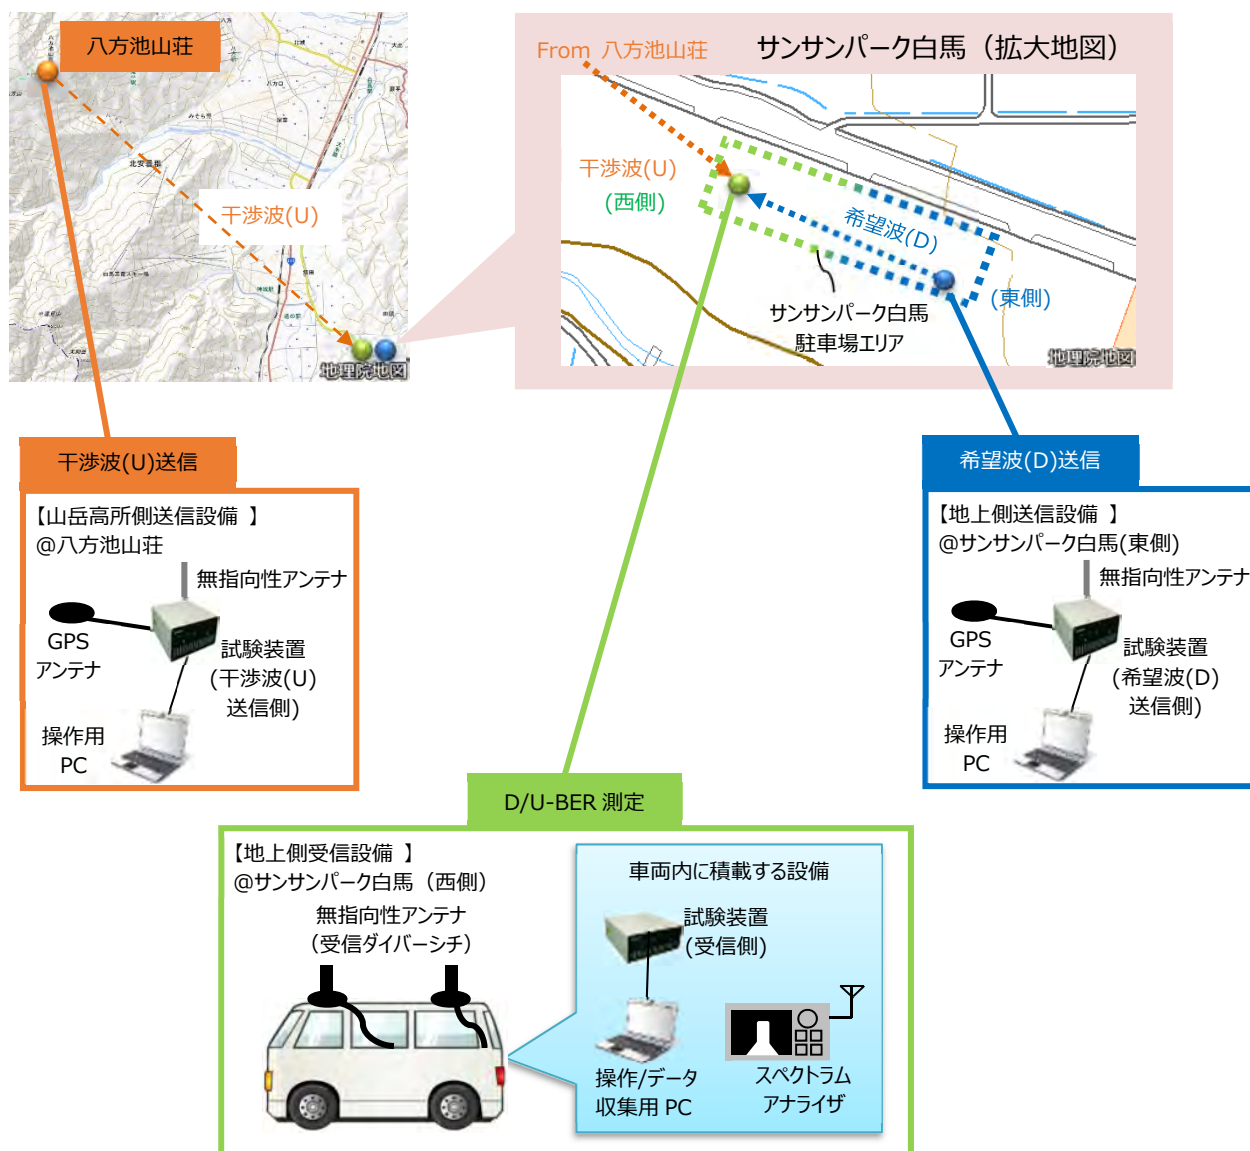 八方池山荘
干渉波(U)
地理院地図
From 八方池山荘
サンサンパーク白馬（拡大地図）
干渉波(U)
(西側)
希望波(D)
(東側)
サンサンパーク白馬
駐車場エリア
地理院地図
干渉波(U)送信
【山岳高所側送信設備 】
@八方池山荘
無指向性アンテナ
GPS
アンテナ
試験装置
(干渉波(U)
送信側)
操作用
PC
希望波(D)送信
【地上側送信設備 】
@サンサンパーク白馬(東側)
無指向性アンテナ
GPS
アンテナ
試験装置
(希望波(D)
送信側)
操作用
PC
D/U-BER 測定
【地上側受信設備 】
@サンサンパーク白馬（西側）
無指向性アンテナ
（受信ダイバーシチ）
車両内に積載する設備
試験装置
(受信側)
操作/データ
収集用 PC
スペクトラム
アナライザ